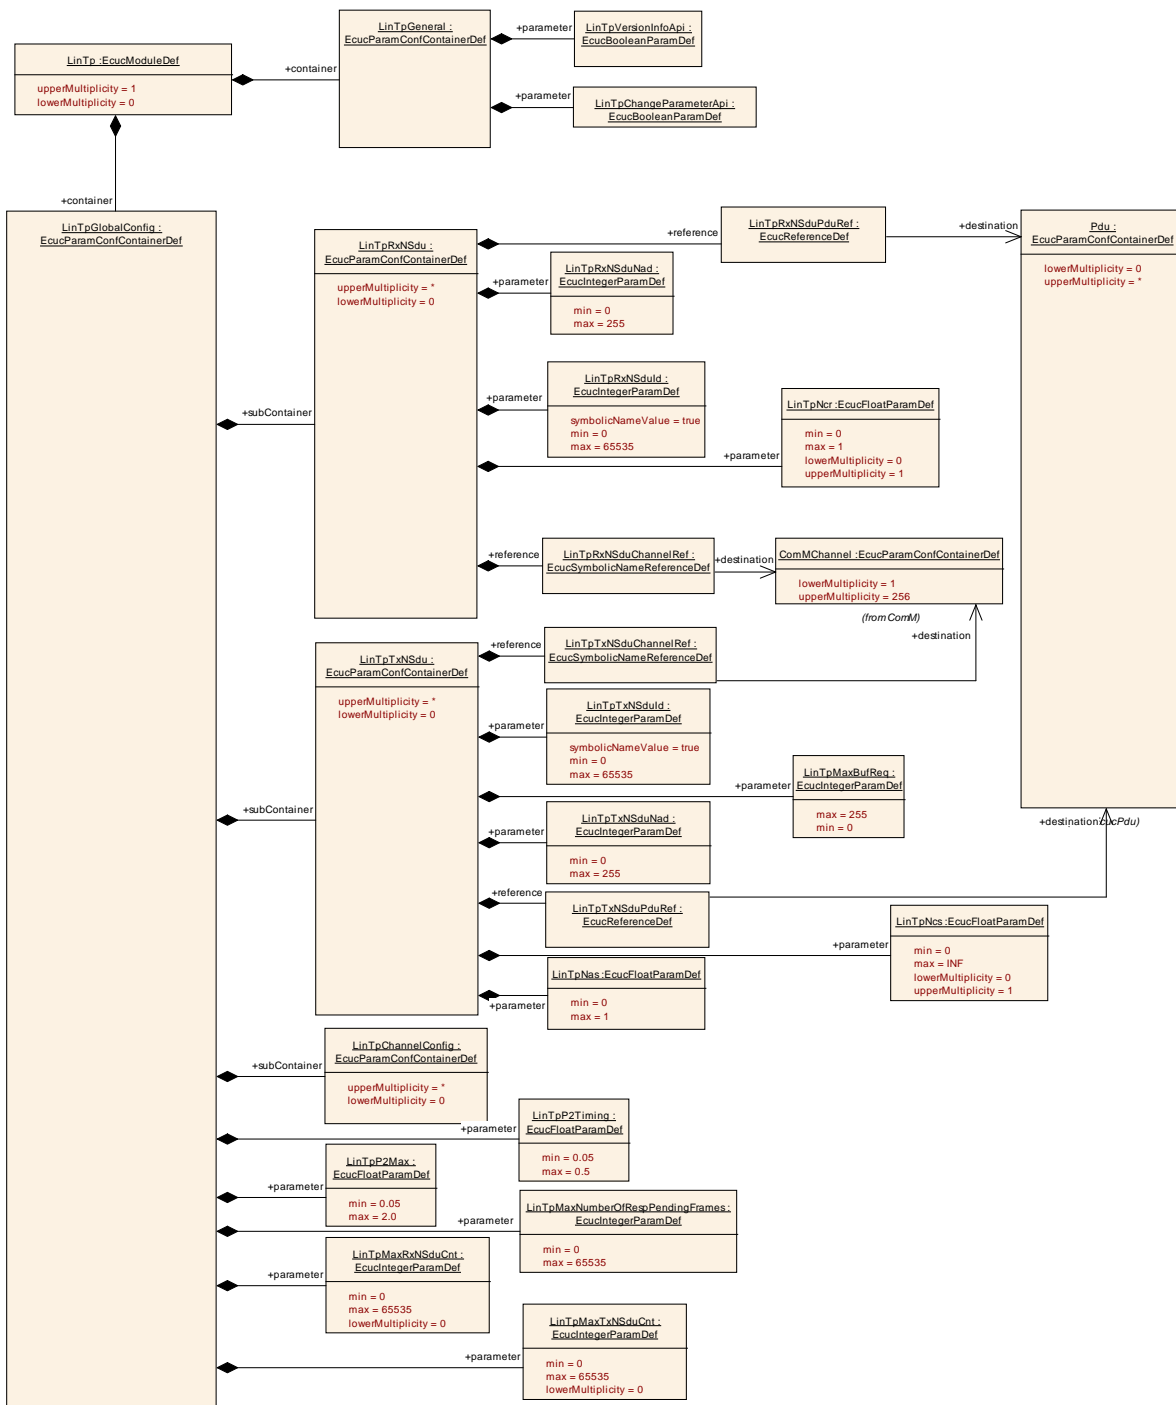 LinTpGeneral :
EcucParamConfContainerDef
+parameter
LinTpVersionInfoApi :
EcucBooleanParamDef
LinTp :EcucModuleDef
upperMultiplicity = 1
lowerMultiplicity = 0
+container
+parameter
LinTpChangeParameterApi :
EcucBooleanParamDef
+container
LinTpGlobalConfig :
EcucParamConfContainerDef
LinTpRxNSdu :
EcucParamConfContainerDef
upperMultiplicity = *
lowerMultiplicity = 0
+reference
LinTpRxNSduPduRef :
EcucReferenceDef
+destination
Pdu :
EcucParamConfContainerDef
lowerMultiplicity = 0
upperMultiplicity = *
+parameter
LinTpRxNSduNad :
EcucIntegerParamDef
min = 0
max = 255
+parameter
LinTpRxNSduId :
EcucIntegerParamDef
symbolicNameValue = true
min = 0
max = 65535
+subContainer
+parameter
LinTpNcr :EcucFloatParamDef
min = 0
max = 1
lowerMultiplicity = 0
upperMultiplicity = 1
+reference
LinTpRxNSduChannelRef :
EcucSymbolicNameReferenceDef
+destination
ComMChannel :EcucParamConfContainerDef
lowerMultiplicity = 1
upperMultiplicity = 256
(from ComM)
+destination
LinTpTxNSdu :
EcucParamConfContainerDef
upperMultiplicity = *
lowerMultiplicity = 0
+reference
LinTpTxNSduChannelRef :
EcucSymbolicNameReferenceDef
+parameter
LinTpTxNSduId :
EcucIntegerParamDef
symbolicNameValue = true
min = 0
max = 65535
+parameter
LinTpMaxBufReq :
EcucIntegerParamDef
max = 255
min = 0
+subContainer
+parameter
LinTpTxNSduNad :
EcucIntegerParamDef
min = 0
max = 255
+destination
cucPdu)
+reference
LinTpTxNSduPduRef :
EcucReferenceDef
+parameter
LinTpNcs :EcucFloatParamDef
min = 0
max = INF
lowerMultiplicity = 0
upperMultiplicity = 1
+parameter
LinTpNas :EcucFloatParamDef
min = 0
max = 1
+subContainer
LinTpChannelConfig :
EcucParamConfContainerDef
upperMultiplicity = *
lowerMultiplicity = 0
+parameter
LinTpP2Timing :
EcucFloatParamDef
min = 0.05
max = 0.5
+parameter
LinTpP2Max :
EcucFloatParamDef
min = 0.05
max = 2.0
+parameter
LinTpMaxNumberOfRespPendingFrames :
EcucIntegerParamDef
min = 0
max = 65535
+parameter
LinTpMaxRxNSduCnt :
EcucIntegerParamDef
min = 0
max = 65535
lowerMultiplicity = 0
+parameter
LinTpMaxTxNSduCnt :
EcucIntegerParamDef
min = 0
max = 65535
lowerMultiplicity = 0